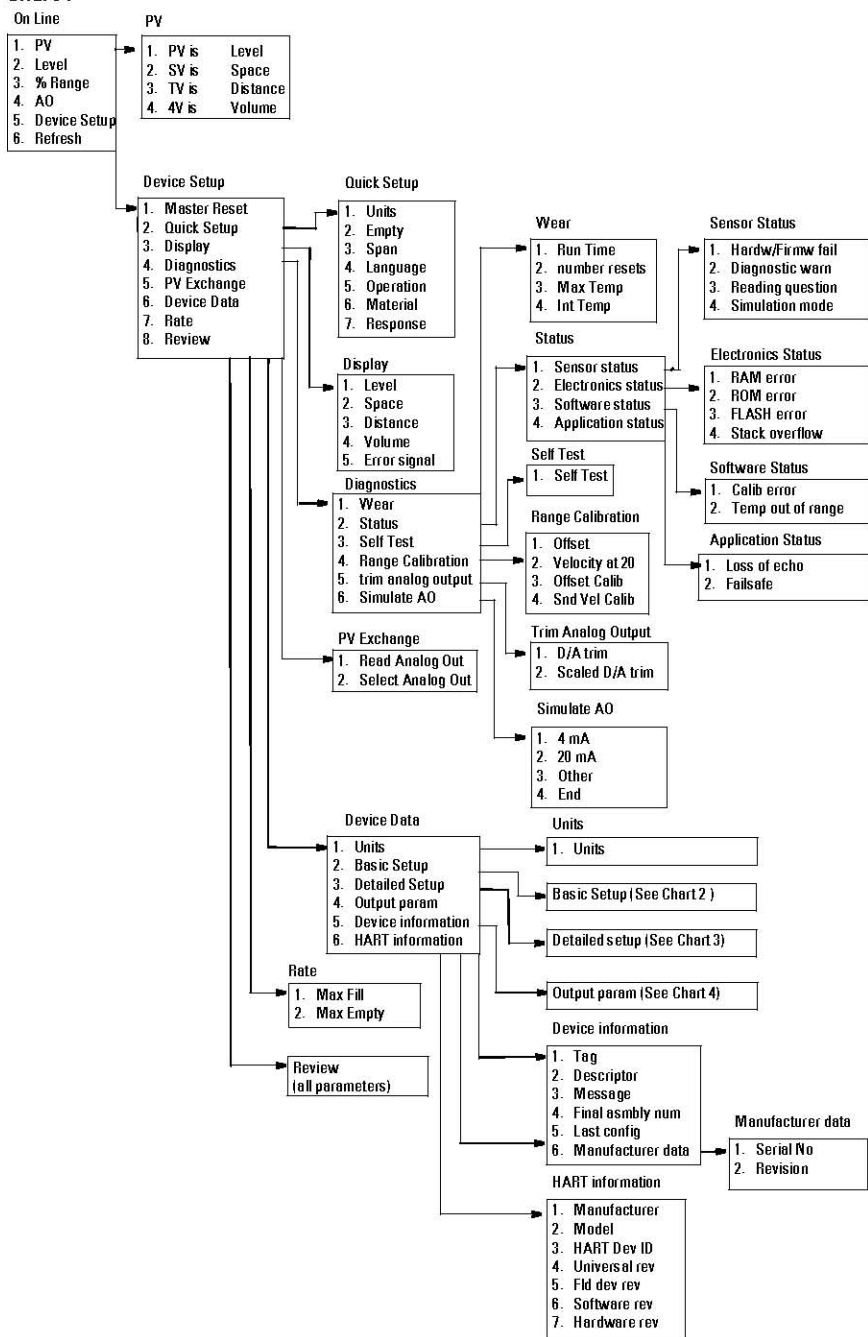 On Line
1. PV
2. Level
3. % Range
4. AO
5. Device Setup
6. Refresh
PV
1. PV is Level
2. SV is Space
3. TV is Distance
4. 4V is Volume
Device Setup
1. Master Reset
2. Quick Setup
3. Display
4. Diagnostics
5. PV Exchange
6. Device Data
7. Rate
8. Review
Quick Setup
1. Units
2. Empty
3. Span
4. Language
5. Operation
6. Material
7. Response
Display
1. Level
2. Space
3. Distance
4. Volume
5. Error signal
Diagnostics
1. Wear
2. Status
3. Self Test
4. Range Calibration
5. trim analog output
6. Simulate AO
PV Exchange
1. Read Analog Out
2. Select Analog Out
Wear
1. Run Time
2. number resets
3. Max Temp
4. Int Temp
Status
1. Sensor status
2. Electronics status
3. Software status
4. Application status
Self Test
1. Self Test
Range Calibration
1. Offset
2. Velocity at 20
3. Offset Calib
4. Snd Vel Calib
Trim Analog Output
1. D/A trim
2. Scaled D/A trim
Simulate AO
1. 4 mA
2. 20 mA
3. Other
4. End
Sensor Status
1. Hardw/Firmw fail
2. Diagnostic warn
3. Reading question
4. Simulation mode
Electronics Status
1. RAM error
2. ROM error
3. FLASH error
4. Stack overflow
Software Status
1. Calib error
2. Temp out of range
Application Status
1. Loss of echo
2. Failsafe
Device Data
1. Units
2. Basic Setup
3. Detailed Setup
4. Output param
5. Device information
6. HART information
Rate
1. Max Fill
2. Max Empty
Review
(all parameters)
Units
1. Units
Basic Setup (See Chart 2 )
Detailed setup (See Chart 3)
Output param (See Chart 4)
Device information
1. Tag
2. Descriptor
3. Message
4. Final asmbly num
5. Last config
6. Manufacturer data
Manufacturer data
1. Serial No
2. Revision
HART information
1. Manufacturer
2. Model
3. HART Dev ID
4. Universal rev
5. Fld dev rev
6. Software rev
7. Hardware rev